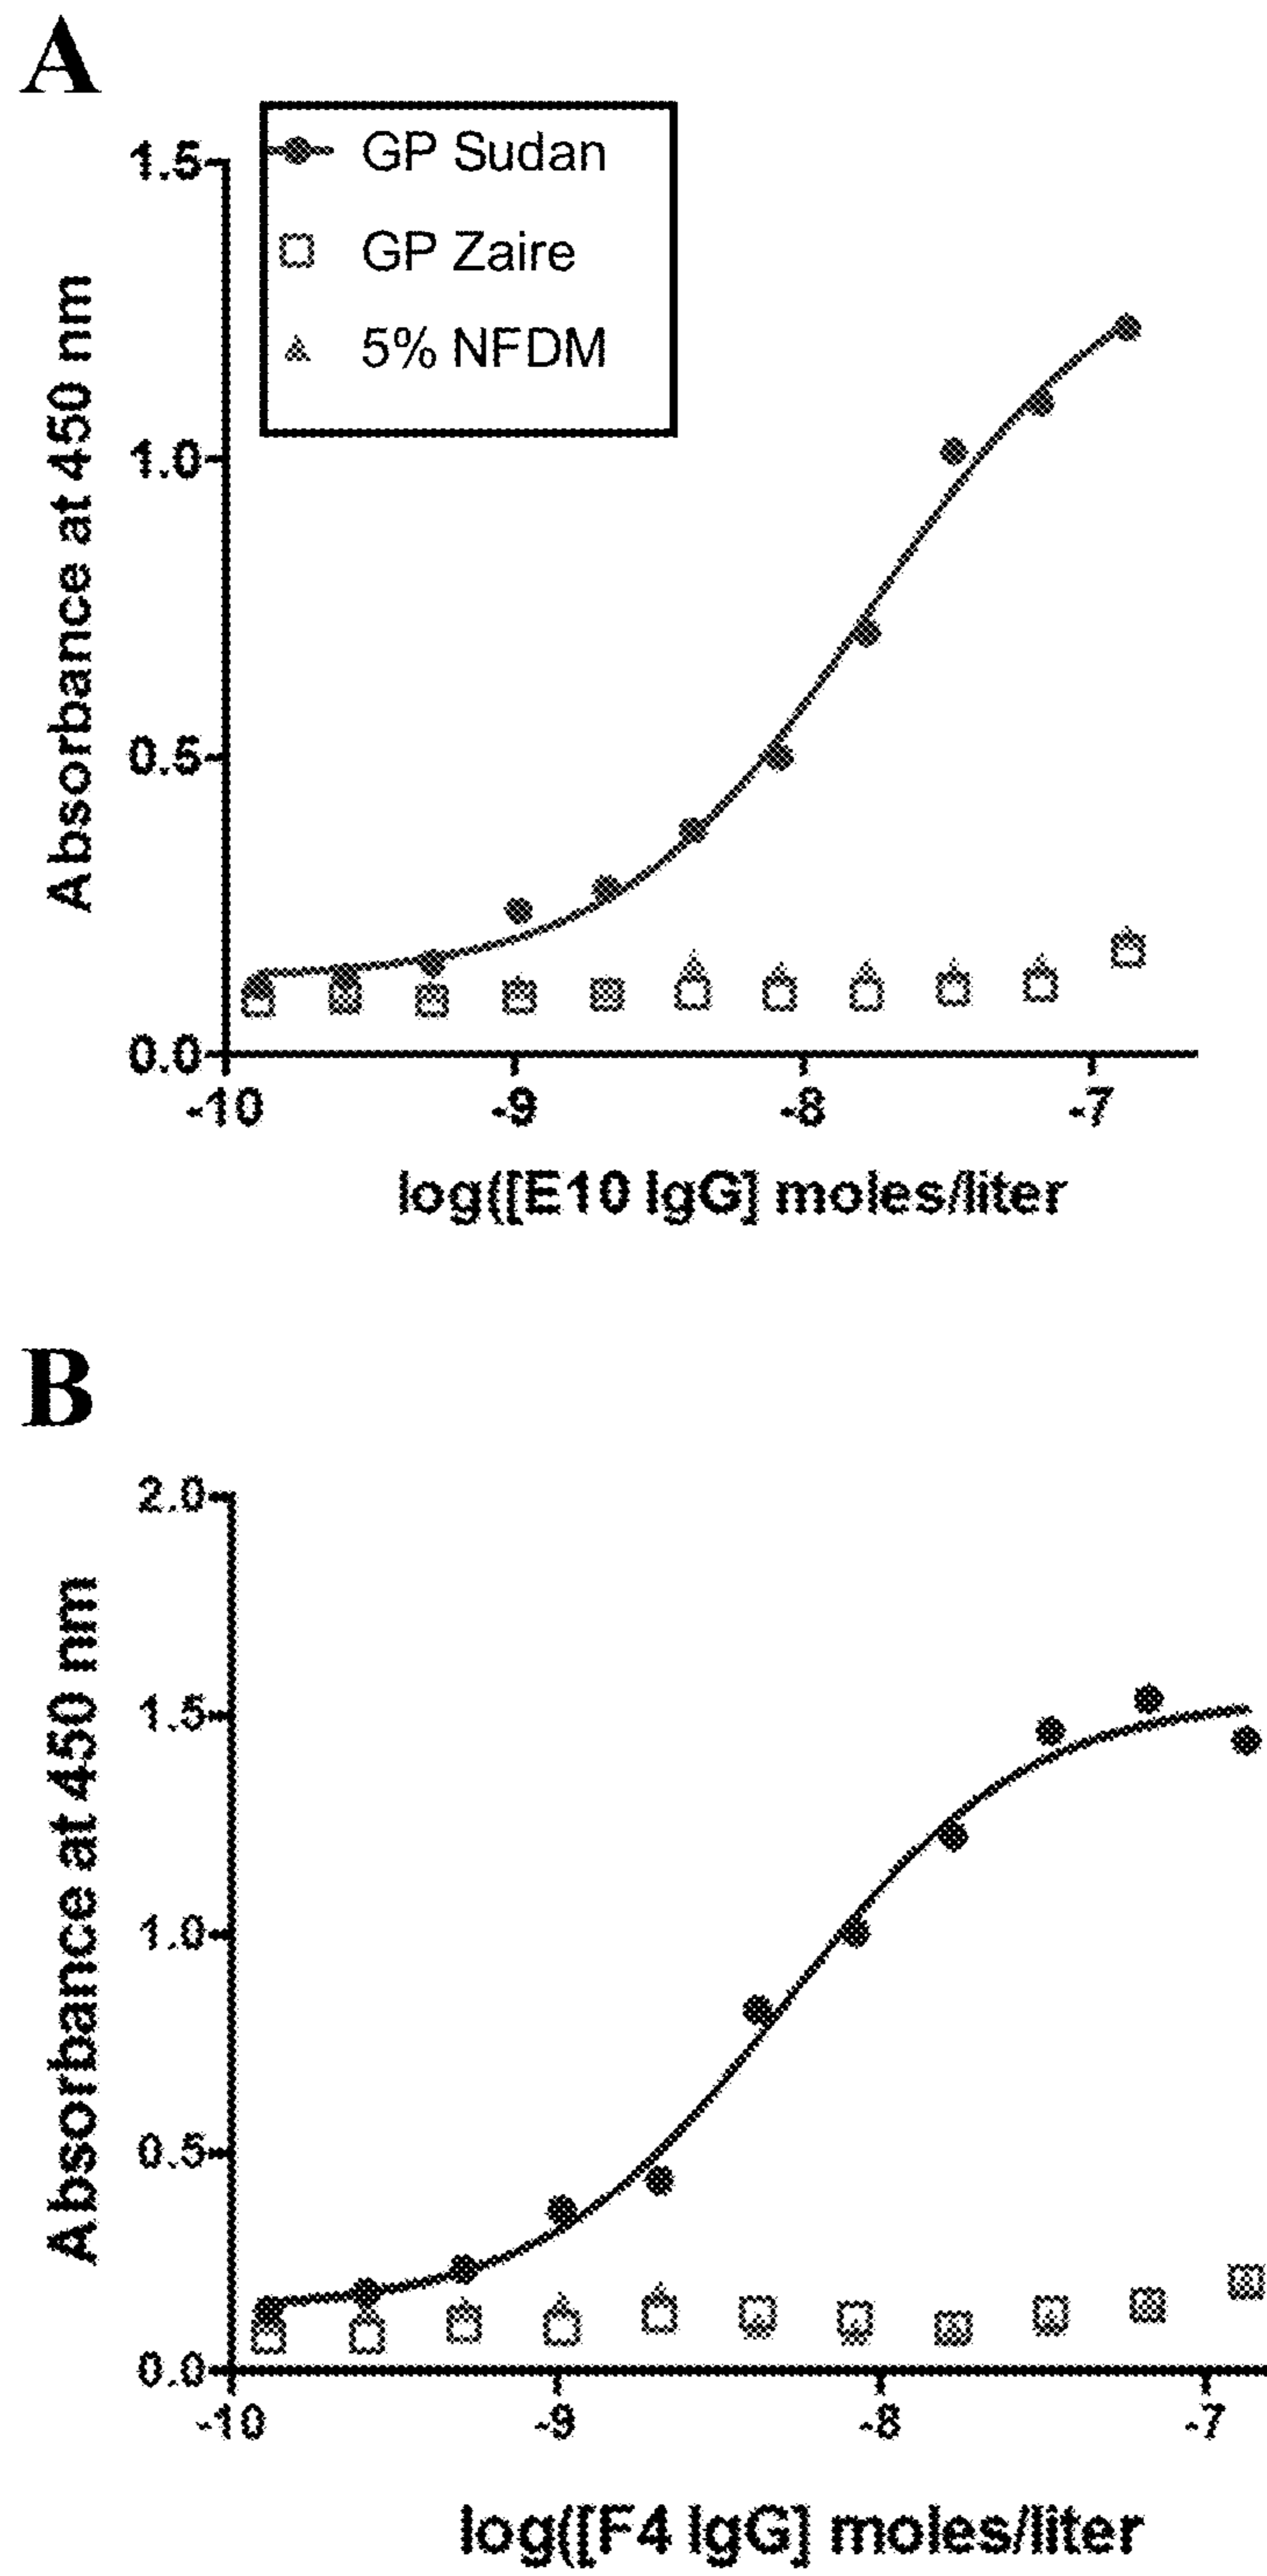 A
GP Sudan
GP Zaire
5% NFDM
1.5
1.0
0.5
0.0
Absorbance at 450 nm
-10 -9 -8 -7
log([E10 IgG] moles/liter
B
2.0
1.5
1.0
0.5
0.0
Absorbance at 450 nm
-10 -9 -8 -7
log([F4 IgG] moles/liter